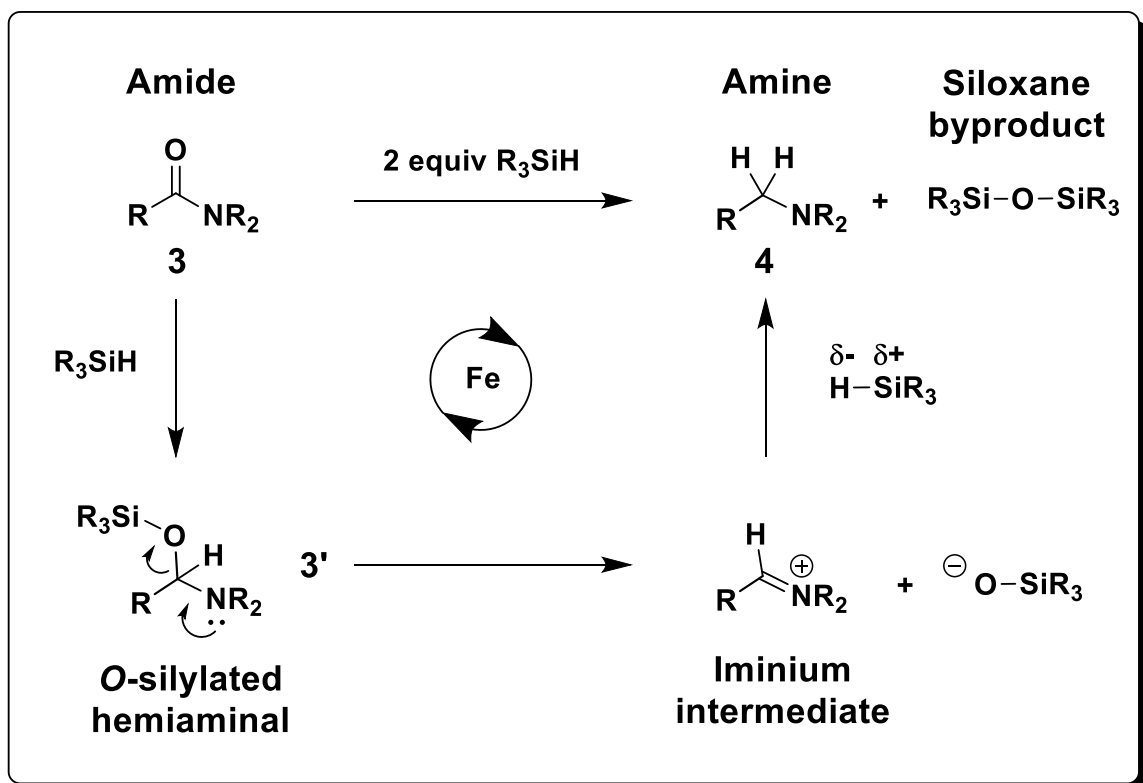 Amide
Amine
Siloxane
byproduct
O
R
NR₂
3
2 equiv R₃SiH
H H
R
NR₂
4
+
R₃Si–O–SiR₃
R₃SiH
Fe
δ- δ+
H–SiR₃
R₃Si
O
H
R
NR₂
••
3'
H
R
⊕
NR₂
+
⊖
O–SiR₃
O-silylated
hemiaminal
Iminium
intermediate